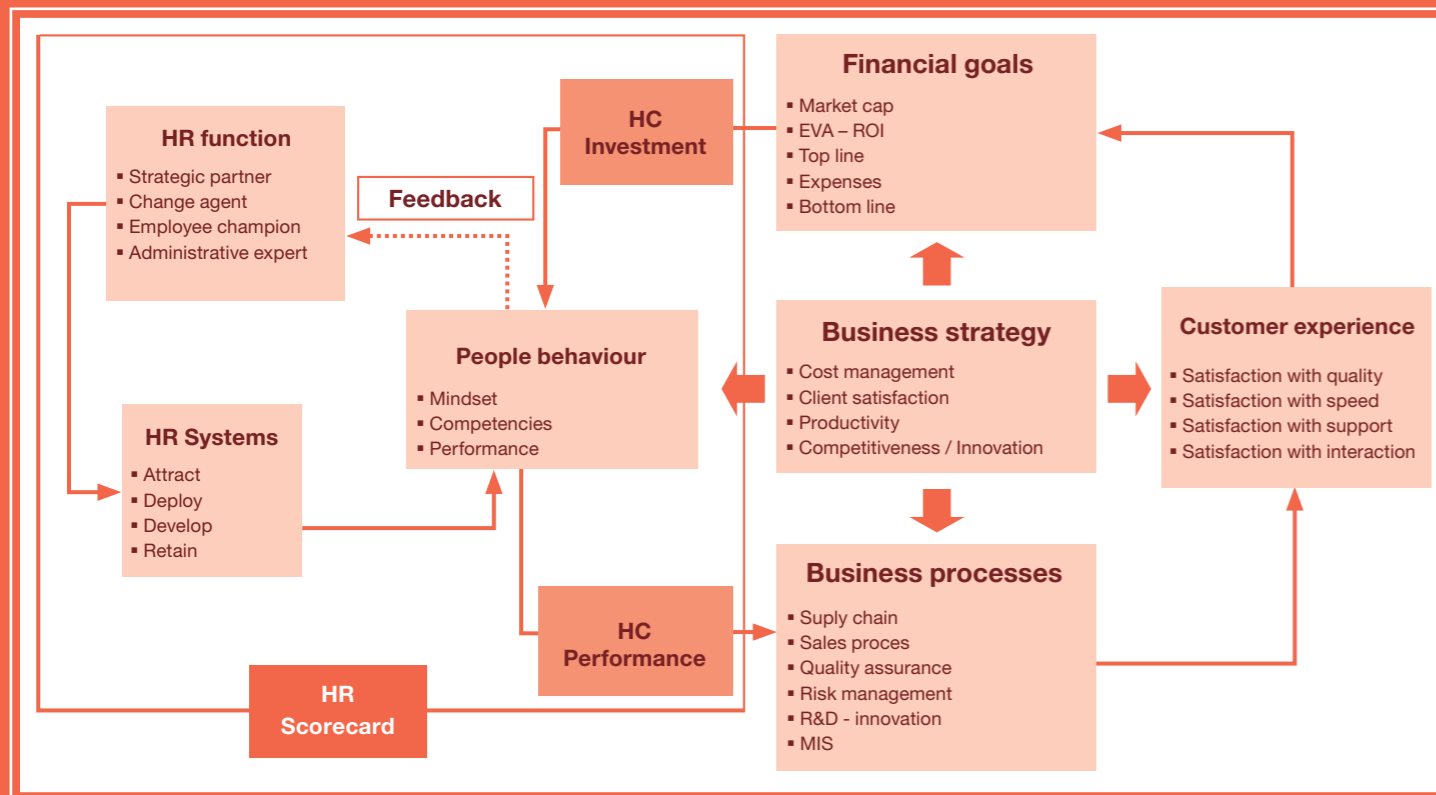 HR function
▪ Strategic partner
▪ Change agent
▪ Employee champion
▪ Administrative expert
HR Systems
▪ Attract
▪ Deploy
▪ Develop
▪ Retain
Feedback
HC
Investment
People behaviour
▪ Mindset
▪ Competencies
▪ Performance
HC
Performance
HR
Scorecard
Financial goals
▪ Market cap
▪ EVA – ROI
▪ Top line
▪ Expenses
▪ Bottom line
Business strategy
▪ Cost management
▪ Client satisfaction
▪ Productivity
▪ Competitiveness / Innovation
Business processes
▪ Suply chain
▪ Sales proces
▪ Quality assurance
▪ Risk management
▪ R&D - innovation
▪ MIS
Customer experience
▪ Satisfaction with quality
▪ Satisfaction with speed
▪ Satisfaction with support
▪ Satisfaction with interaction